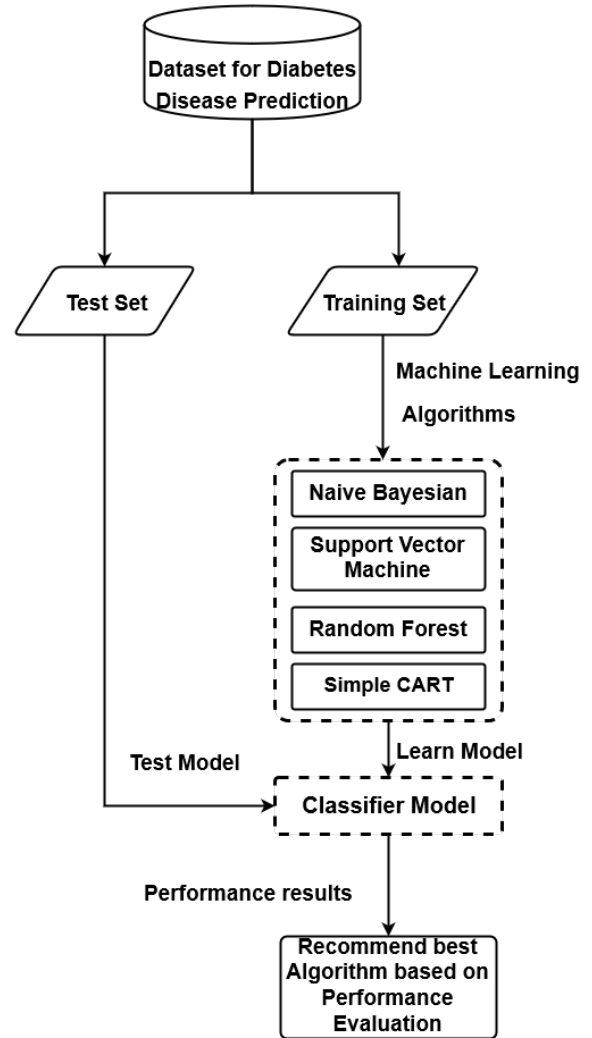 Dataset for Diabetes
Disease Prediction
Test Set
Training Set
Machine Learning
Algorithms
Naive Bayesian
Support Vector
Machine
Random Forest
Simple CART
Learn Model
Test Model
Classifier Model
Performance results
Recommend best
Algorithm based on
Performance
Evaluation